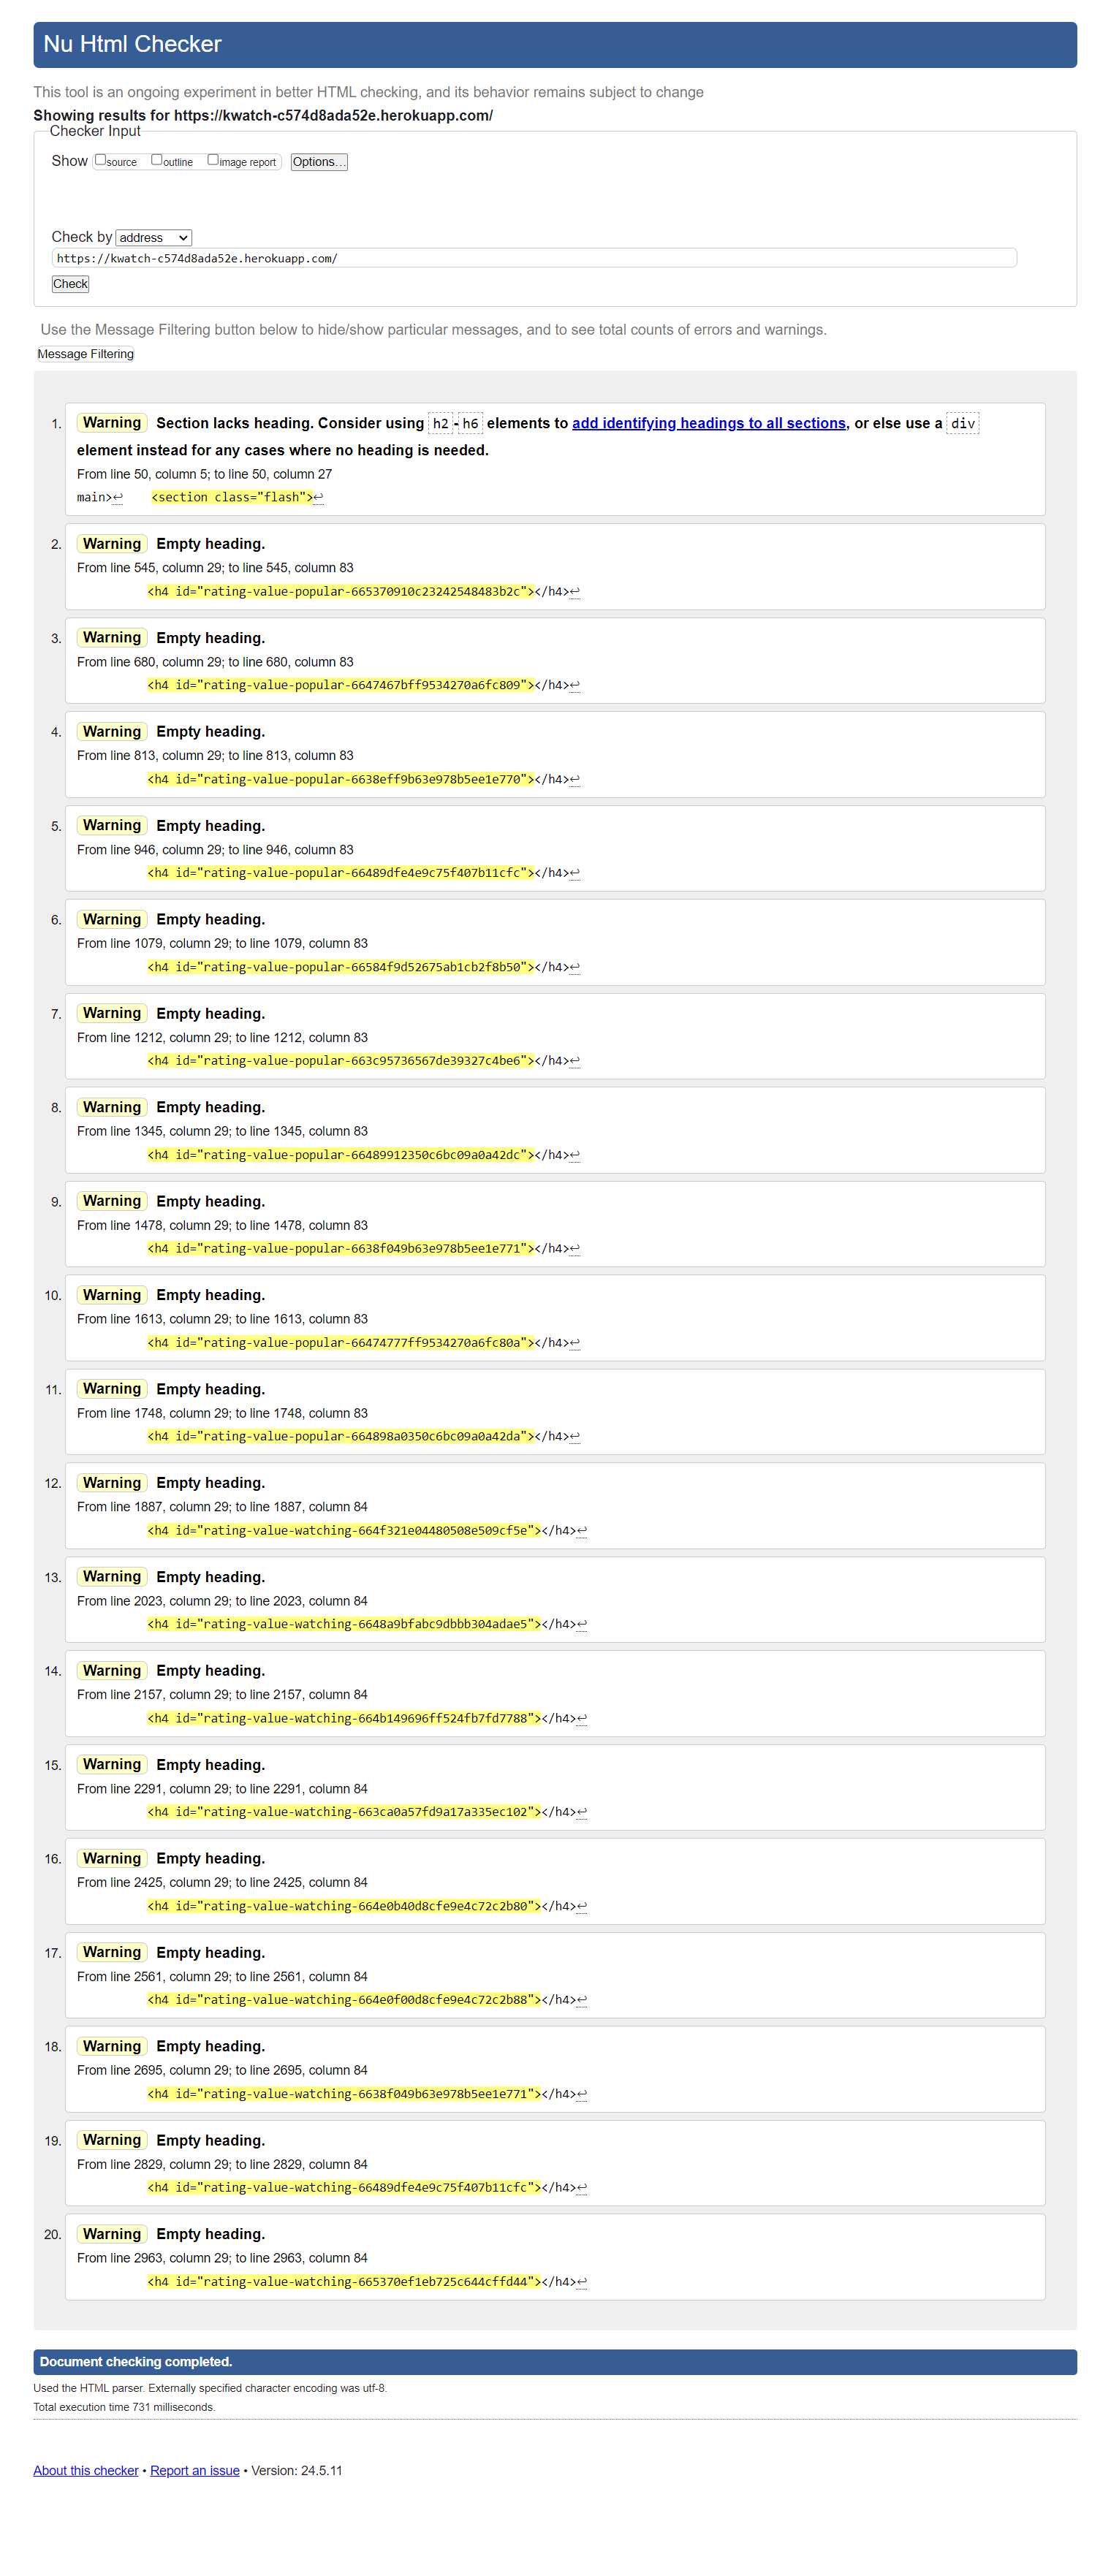 Nu Html Checker
This tool is an ongoing experiment in better HTML checking, and its behavior remains subject to change
Showing results for https://kwatch-c574d8ada52e.herokuapp.com/
Checker Input
Show source outline image report Options...
Check by address
https://kwatch-c574d8ada52e.herokuapp.com/
Check
Use the Message Filtering button below to hide/show particular messages, and to see total counts of errors and warnings.
Message Filtering
1. Warning Section lacks heading. Consider using h2-h6 elements to add identifying headings to all sections, or else use a div
element instead for any cases where no heading is needed.
From line 50, column 5; to line 50, column 27
main>↩ <section class="flash">↩
2. Warning Empty heading.
From line 545, column 29; to line 545, column 83
<h4 id="rating-value-popular-665370910c23242548483b2c"></h4>↩
3. Warning Empty heading.
From line 680, column 29; to line 680, column 83
<h4 id="rating-value-popular-6647467bff9534270a6fc809"></h4>↩
4. Warning Empty heading.
From line 813, column 29; to line 813, column 83
<h4 id="rating-value-popular-6638eff9b63e978b5ee1e770"></h4>↩
5. Warning Empty heading.
From line 946, column 29; to line 946, column 83
<h4 id="rating-value-popular-66489dfe4e9c75f407b11cfc"></h4>↩
6. Warning Empty heading.
From line 1079, column 29; to line 1079, column 83
<h4 id="rating-value-popular-66584f9d52675ab1cb2f8b50"></h4>↩
7. Warning Empty heading.
From line 1212, column 29; to line 1212, column 83
<h4 id="rating-value-popular-663c95736567de39327c4be6"></h4>↩
8. Warning Empty heading.
From line 1345, column 29; to line 1345, column 83
<h4 id="rating-value-popular-66489912350c6bc09a0a42dc"></h4>↩
9. Warning Empty heading.
From line 1478, column 29; to line 1478, column 83
<h4 id="rating-value-popular-6638f049b63e978b5ee1e771"></h4>↩
10. Warning Empty heading.
From line 1613, column 29; to line 1613, column 83
<h4 id="rating-value-popular-66474777ff9534270a6fc80a"></h4>↩
11. Warning Empty heading.
From line 1748, column 29; to line 1748, column 83
<h4 id="rating-value-popular-664898a0350c6bc09a0a42da"></h4>↩
12. Warning Empty heading.
From line 1887, column 29; to line 1887, column 84
<h4 id="rating-value-watching-664f321e04480508e509cf5e"></h4>↩
13. Warning Empty heading.
From line 2023, column 29; to line 2023, column 84
<h4 id="rating-value-watching-6648a9bfabc9dbbb304adae5"></h4>↩
14. Warning Empty heading.
From line 2157, column 29; to line 2157, column 84
<h4 id="rating-value-watching-664b149696ff524fb7fd7788"></h4>↩
15. Warning Empty heading.
From line 2291, column 29; to line 2291, column 84
<h4 id="rating-value-watching-663ca0a57fd9a17a335ec102"></h4>↩
16. Warning Empty heading.
From line 2425, column 29; to line 2425, column 84
<h4 id="rating-value-watching-664e0b40d8cfe9e4c72c2b80"></h4>↩
17. Warning Empty heading.
From line 2561, column 29; to line 2561, column 84
<h4 id="rating-value-watching-664e0f00d8cfe9e4c72c2b88"></h4>↩
18. Warning Empty heading.
From line 2695, column 29; to line 2695, column 84
<h4 id="rating-value-watching-6638f049b63e978b5ee1e771"></h4>↩
19. Warning Empty heading.
From line 2829, column 29; to line 2829, column 84
<h4 id="rating-value-watching-66489dfe4e9c75f407b11cfc"></h4>↩
20. Warning Empty heading.
From line 2963, column 29; to line 2963, column 84
<h4 id="rating-value-watching-665370ef1eb725c644cffd44"></h4>↩
Document checking completed.
Used the HTML parser. Externally specified character encoding was utf-8.
Total execution time 731 milliseconds.
About this checker • Report an issue • Version: 24.5.11